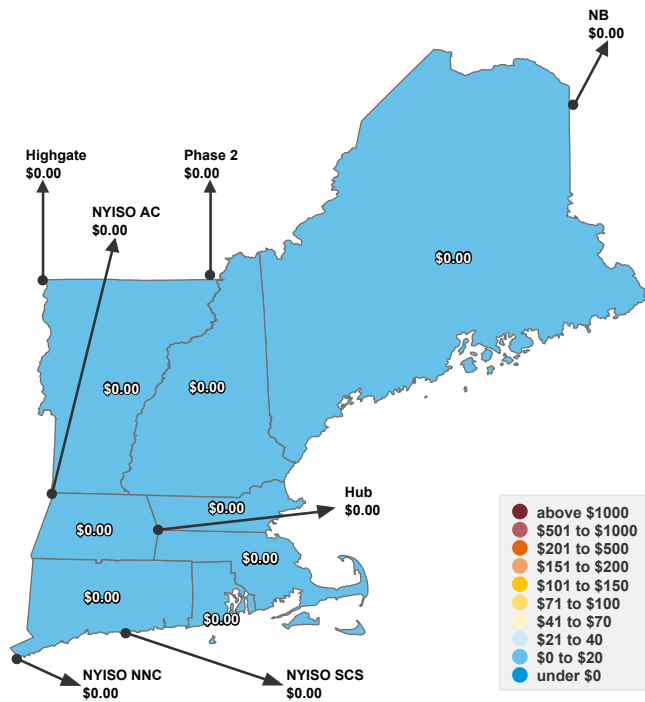 NB
$0.00
Highgate
$0.00
Phase 2
$0.00
NYISO AC
$0.00
$0.00
$0.00
$0.00
Hub
$0.00
$0.00
$0.00
$0.00
$0.00
$0.00
NYISO NNC
$0.00
NYISO SCS
$0.00
above $1000
$501 to $1000
$201 to $500
$151 to $200
$101 to $150
$71 to $100
$41 to $70
$21 to 40
$0 to $20
under $0